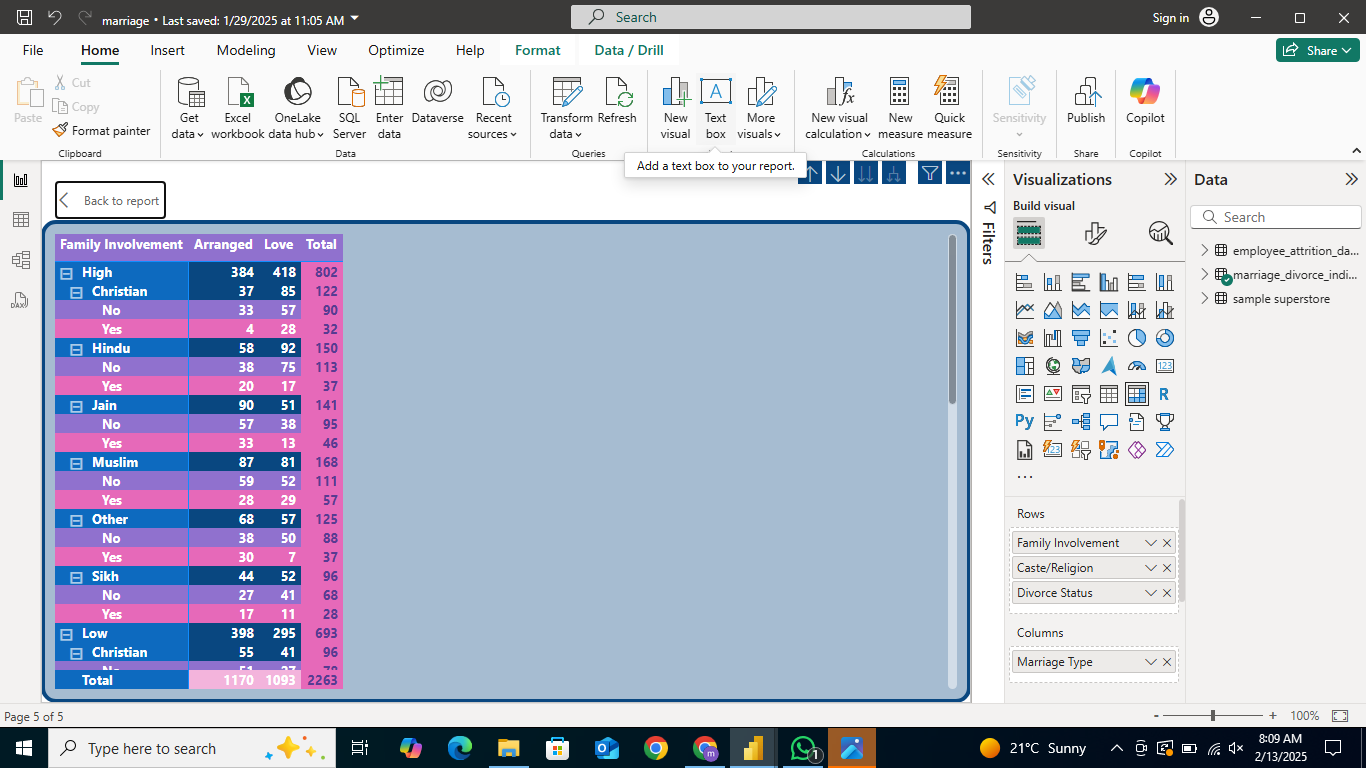 marriage • Last saved: 1/29/2025 at 11:05 AM
Search
Sign in
File Home Insert Modeling View Optimize Help Format Data / Drill
Share
Paste
Cut
Copy
Format painter
Clipboard
Get data
Excel workbook
OneLake data hub
SQL Server
Enter data
Dataverse
Recent sources
Data
Transform data
Refresh
Queries
New visual
Text box
More visuals
New visual calculation
New measure
Quick measure
Calculations
Sensitivity
Sensitivity
Publish
Share
Copilot
Copilot
Add a text box to your report.
Back to report
Family Involvement Arranged Love Total
High 384 418 802
Christian 37 85 122
No 33 57 90
Yes 4 28 32
Hindu 58 92 150
No 38 75 113
Yes 20 17 37
Jain 90 51 141
No 57 38 95
Yes 33 13 46
Muslim 87 81 168
No 59 52 111
Yes 28 29 57
Other 68 57 125
No 38 50 88
Yes 30 7 37
Sikh 44 52 96
No 27 41 68
Yes 17 11 28
Low 398 295 693
Christian 55 41 96
Total 1170 1093 2263
Filters
Visualizations
Build visual
123
R
Py
123
Rows
Family Involvement
Caste/Religion
Divorce Status
Columns
Marriage Type
Data
Search
employee_attrition_da...
marriage_divorce_indi...
sample superstore
DAX
Page 5 of 5
- + 100%
Type here to search
m
1
21°C Sunny
8:09 AM
2/13/2025